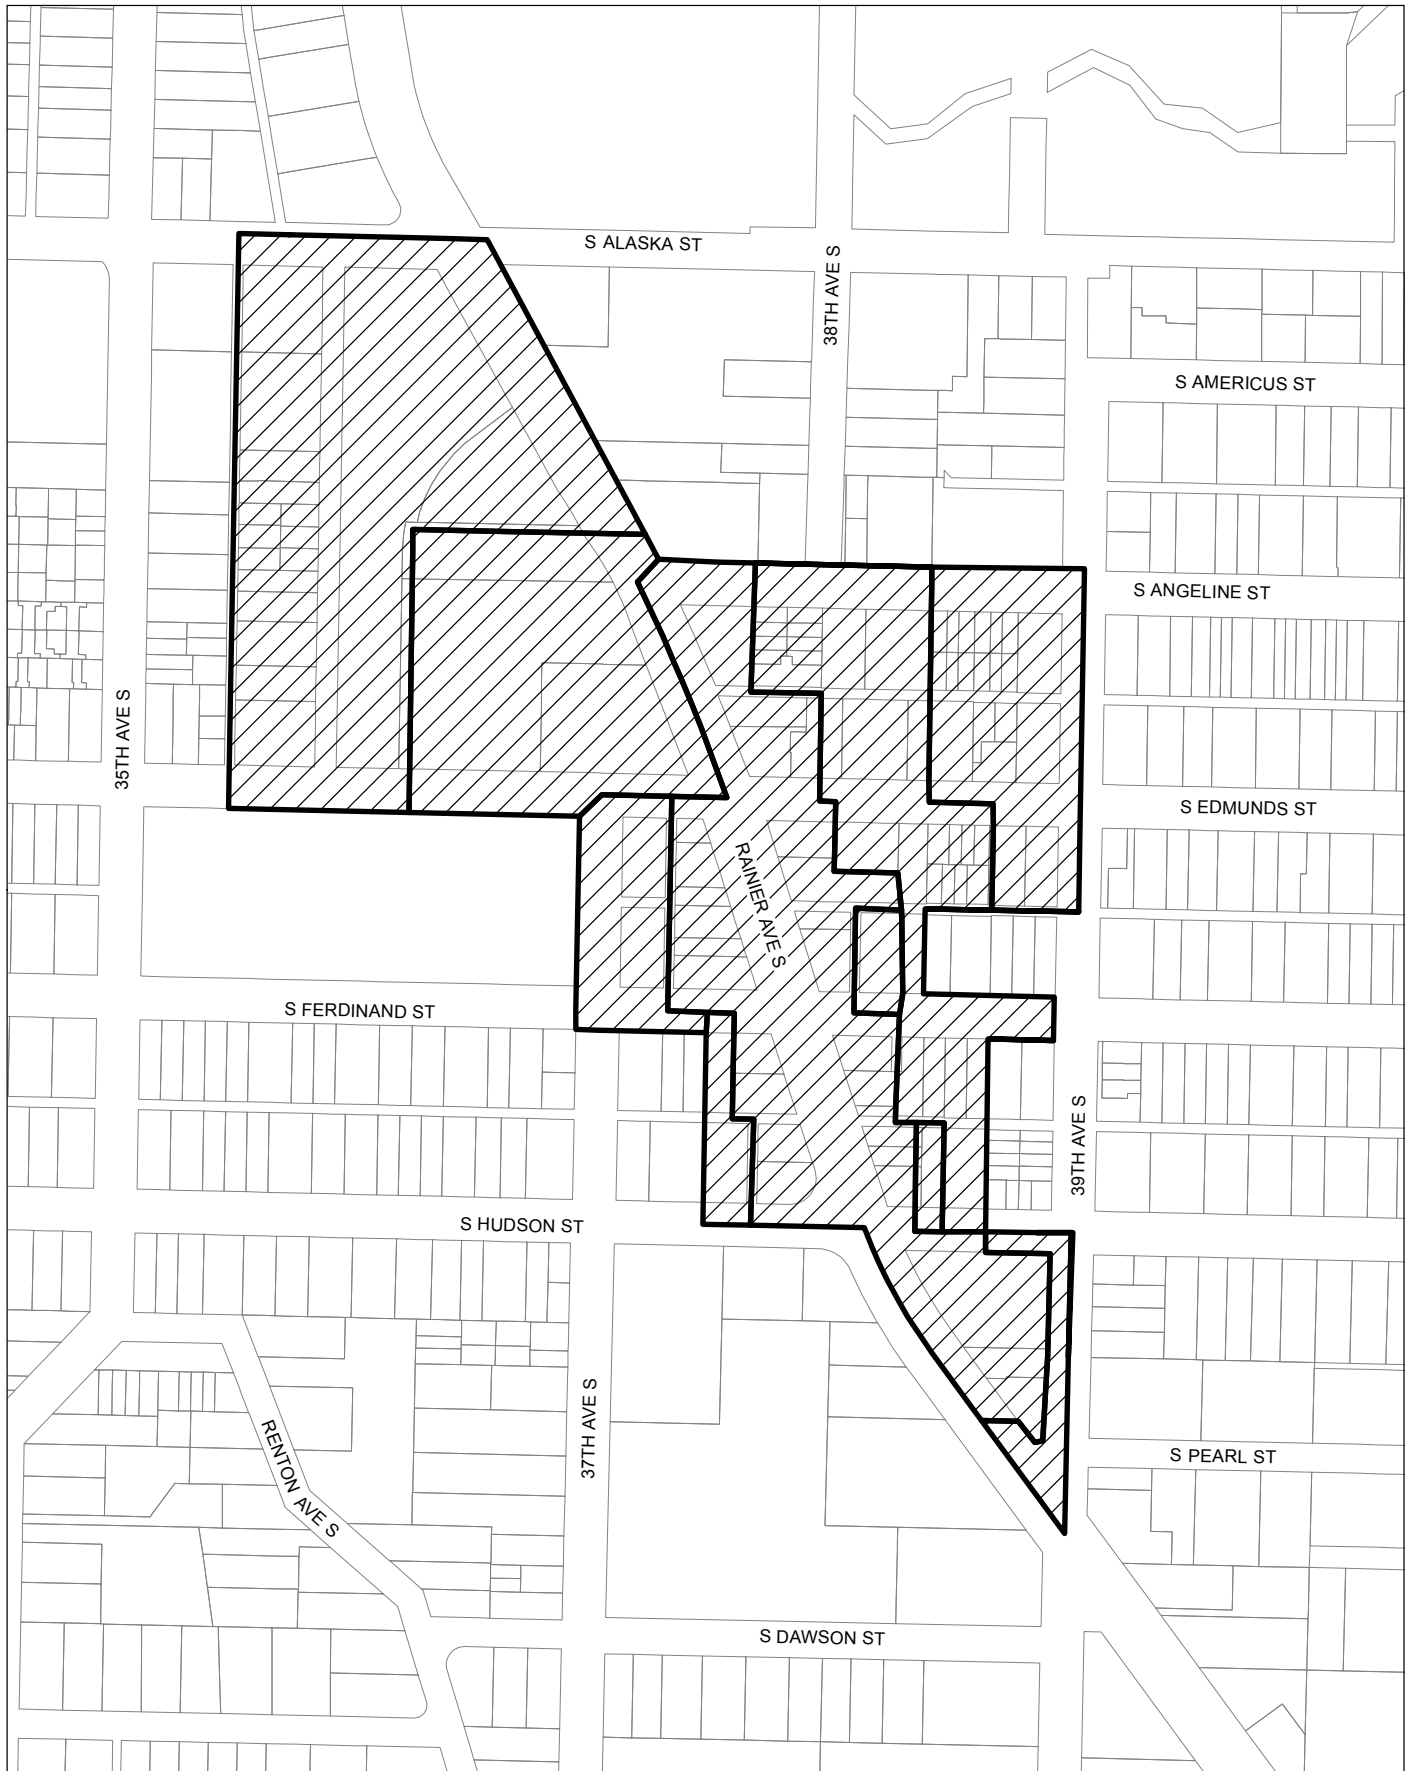 S ALASKA ST
38TH AVE S
S AMERICUS ST
S ANGELINE ST
35TH AVE S
S EDMUNDS ST
RAINIER AVE S
S FERDINAND ST
39TH AVE S
S HUDSON ST
37TH AVE S
RENTON AVE S
S PEARL ST
S DAWSON ST